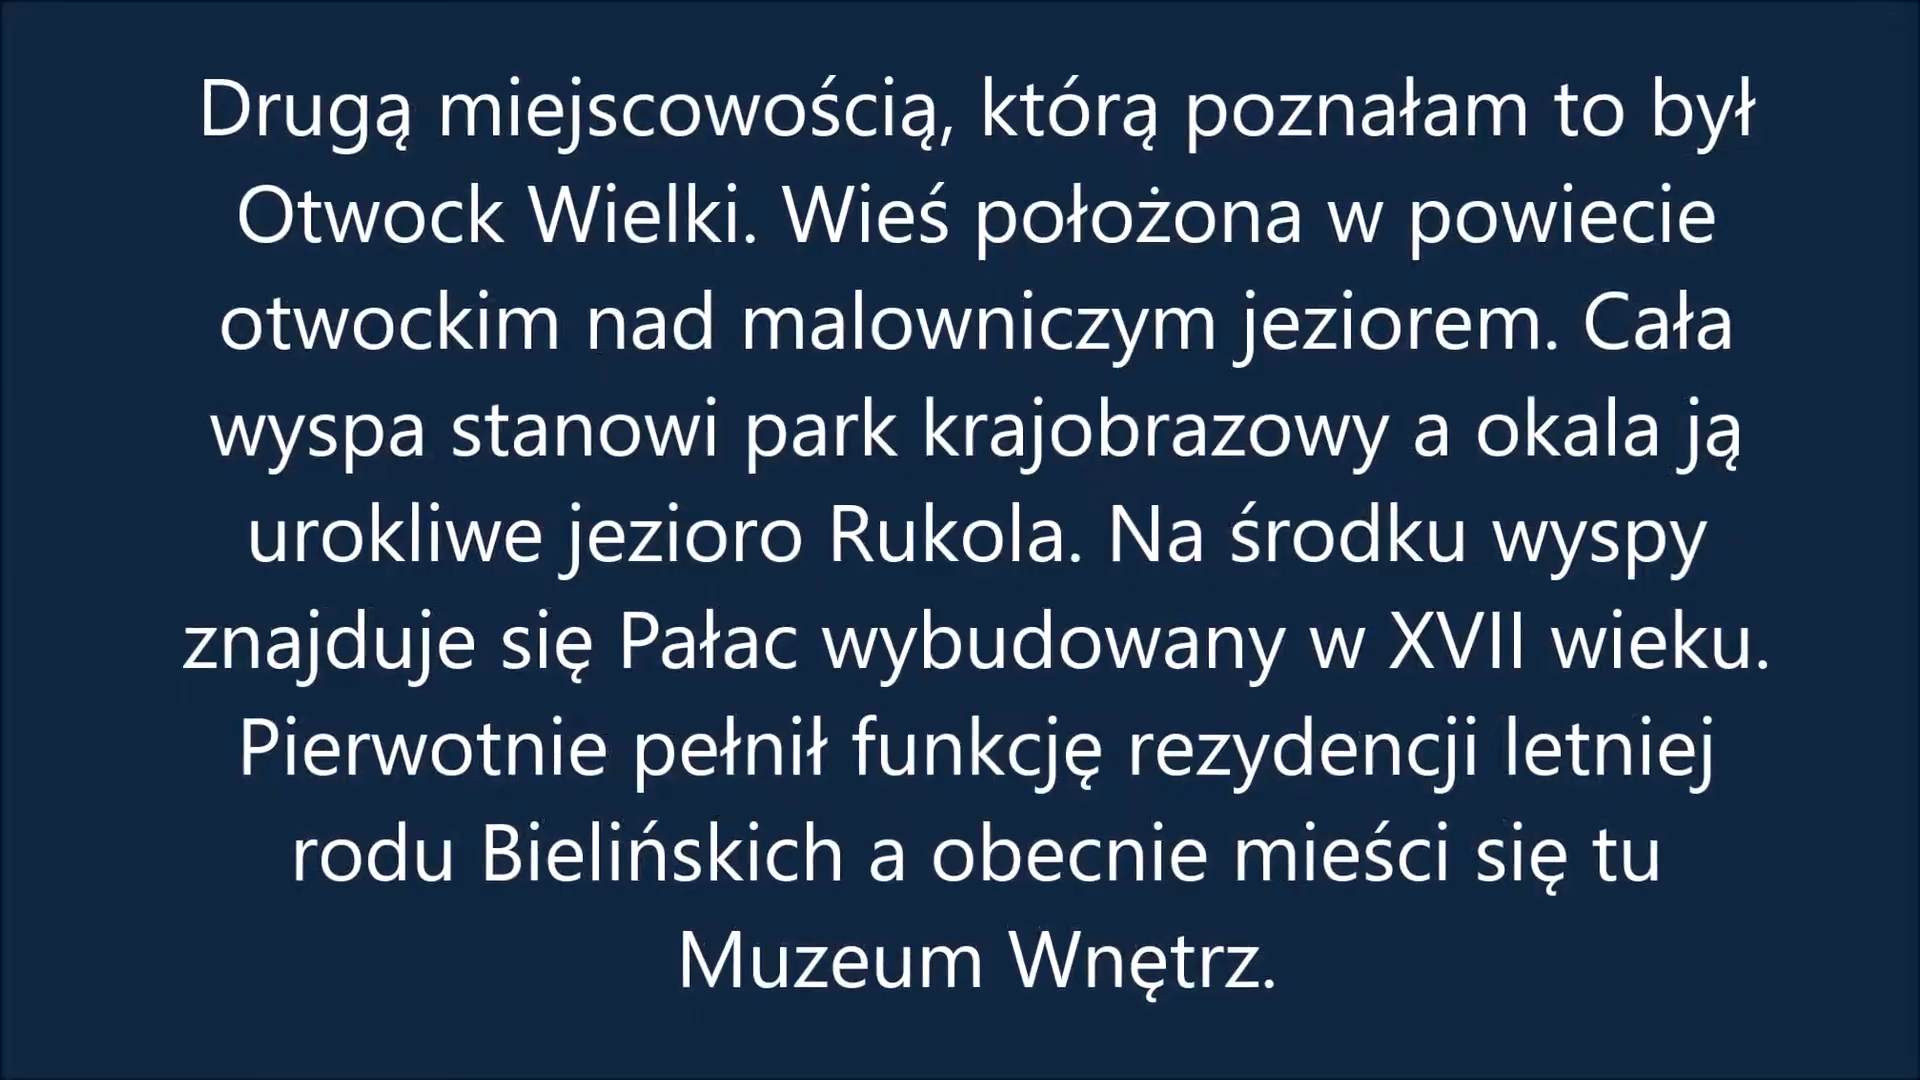 Drugą miejscowością, którą poznałam to był
Otwock Wielki. Wieś położona w powiecie
otwockim nad malowniczym jeziorem. Cała
wyspa stanowi park krajobrazowy a okala ją
urokliwe jezioro Rukola. Na środku wyspy
znajduje się Pałac wybudowany w XVII wieku.
Pierwotnie pełnił funkcję rezydencji letniej
rodu Bielińskich a obecnie mieści się tu
Muzeum Wnętrz.